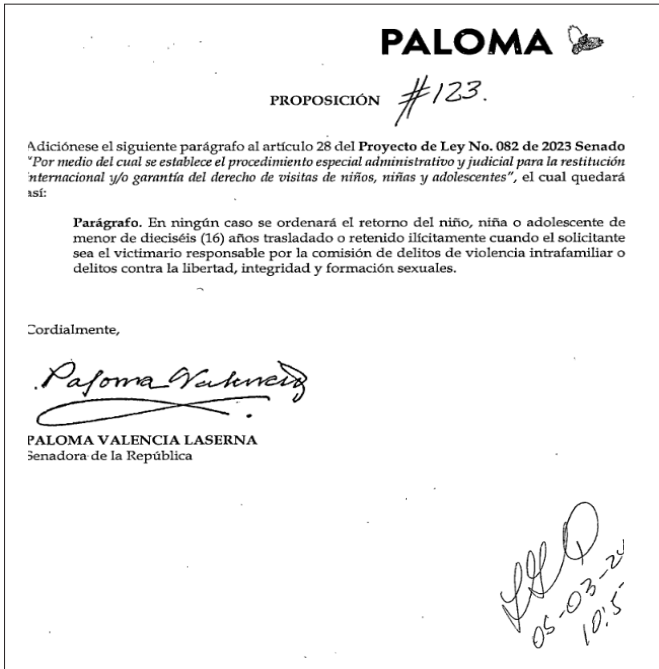 PALOMA
PROPOSICIÓN #123.
Adiciónese el siguiente parágrafo al artículo 28 del Proyecto de Ley No. 082 de 2023 Senado
"Por medio del cual se establece el procedimiento especial administrativo y judicial para la restitución
nternacional y/o garantía del derecho de visitas de niños, niñas y adolescentes", el cual quedará
así:
Parágrafo. En ningún caso se ordenará el retorno del niño, niña o adolescente de
menor de dieciséis (16) años trasladado o retenido ilícitamente cuando el solicitante
sea el victimario responsable por la comisión de delitos de violencia intrafamiliar o
delitos contra la libertad, integridad y formación sexuales.
Cordialmente,
Paloma Valencia
PALOMA VALENCIA LASERNA
Senadora de la República
05-03-2
10:5